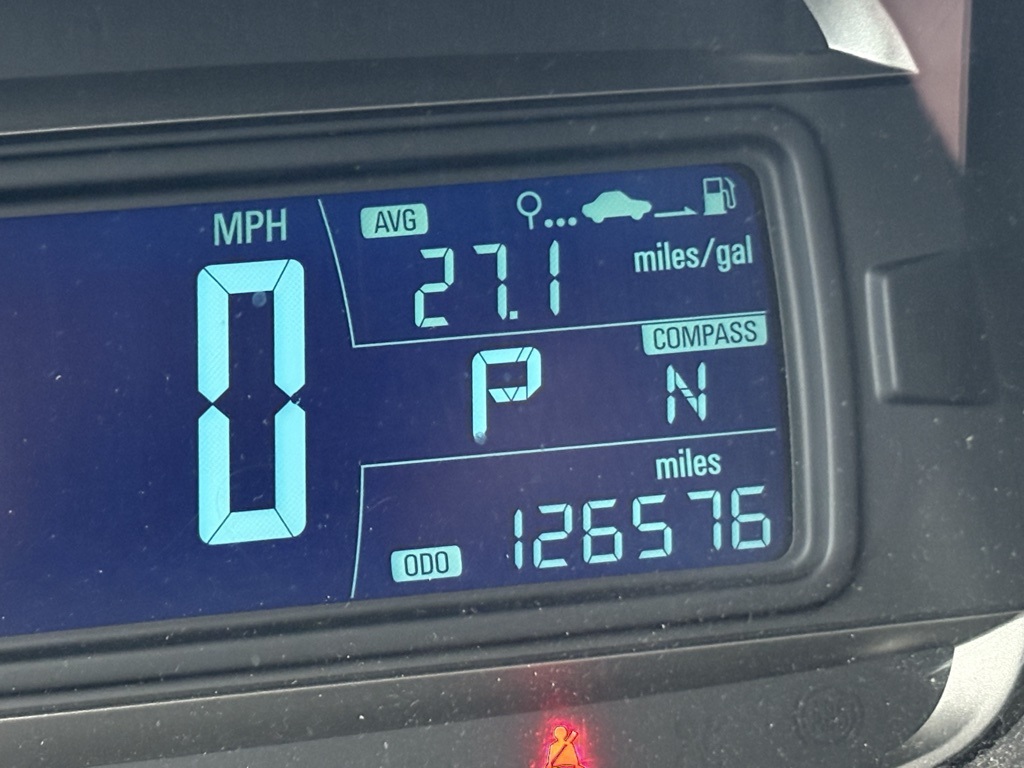 MPH
0
AVG
27.1 miles/gal
COMPASS
P N
miles
ODO 126576